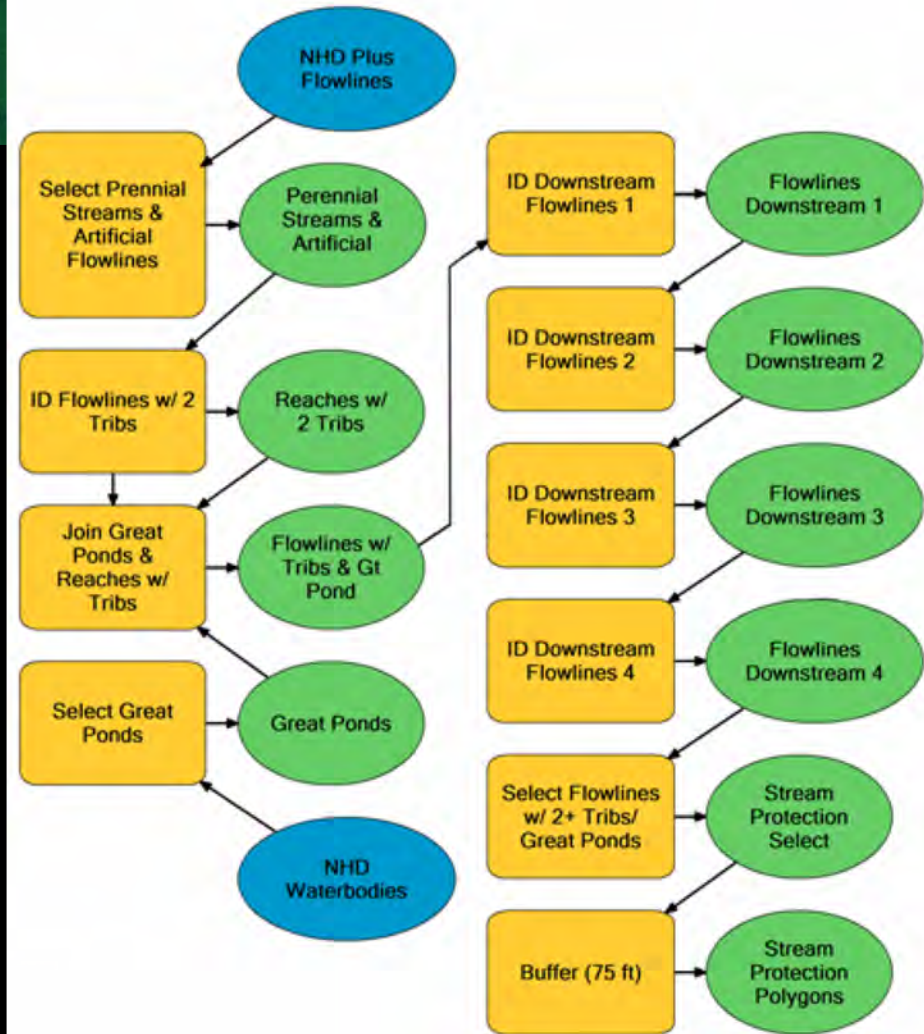 NHD Plus
Flowlines
Select Prennial
Streams &
Artificial
Flowlines
Perennial
Streams &
Artificial
ID Flowlines w/ 2
Tribs
Reaches w/
2 Tribs
Join Great
Ponds &
Reaches w/
Tribs
Flowlines w/
Tribs & Gt
Pond
Select Great
Ponds
Great Ponds
NHD
Waterbodies
ID Downstream
Flowlines 1
Flowlines
Downstream 1
ID Downstream
Flowlines 2
Flowlines
Downstream 2
ID Downstream
Flowlines 3
Flowlines
Downstream 3
ID Downstream
Flowlines 4
Flowlines
Downstream 4
Select Flowlines
w/ 2+ Tribs/
Great Ponds
Stream
Protection
Select
Buffer (75 ft)
Stream
Protection
Polygons